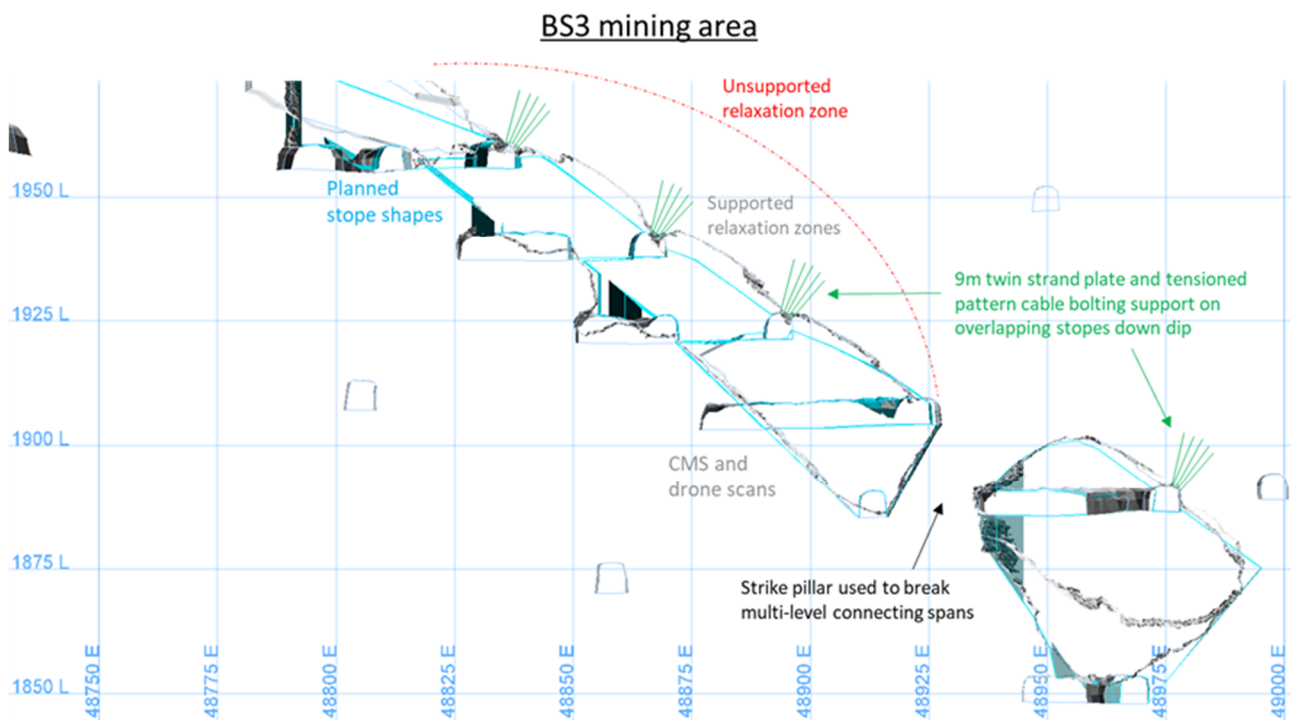 BS3 mining area
Unsupported
relaxation zone
1950 L
Planned
stope shapes
Supported
relaxation zones
9m twin strand plate and tensioned
pattern cable bolting support on
overlapping stopes down dip
1925 L
1900 L
CMS and
drone scans
1875 L
Strike pillar used to break
multi-level connecting spans
1850 L
48750 E
48775 E
48800 E
48825 E
48850 E
48875 E
48900 E
48925 E
48950 E
48975 E
49000 E